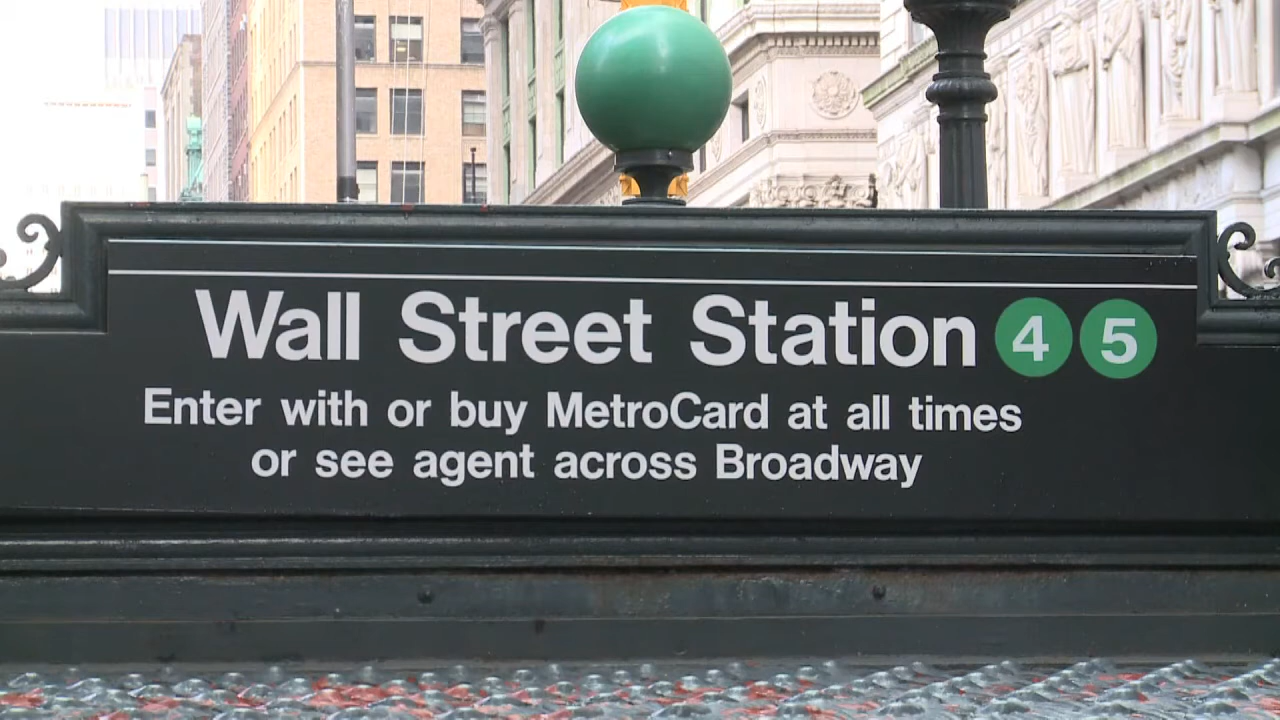 Wall Street Station 4 5
Enter with or buy MetroCard at all times
or see agent across Broadway